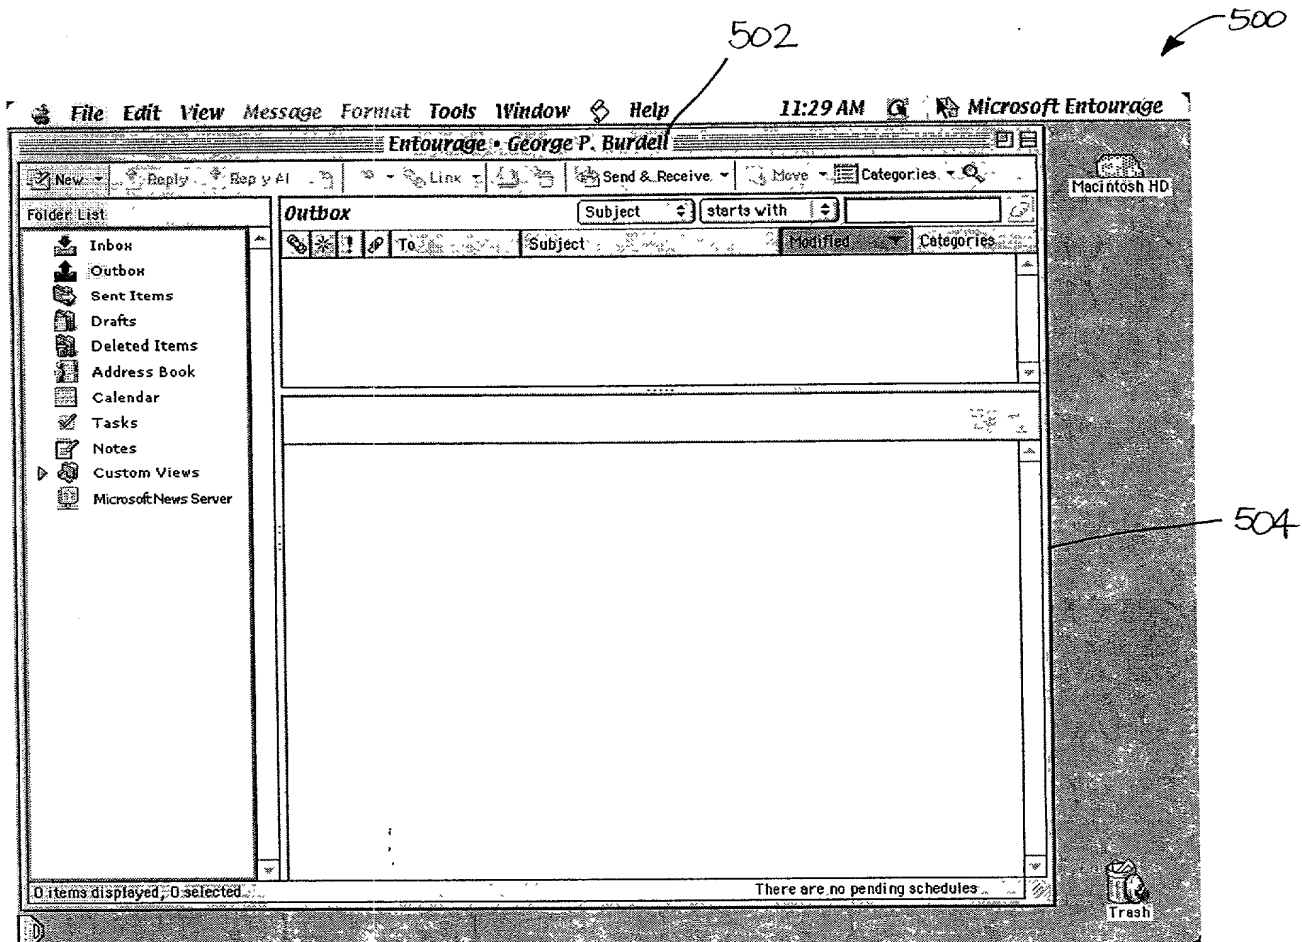 502
500
File Edit View Message Format Tools Window Help 11:29 AM Microsoft Entourage
Entourage • George P. Burdell
New Reply Reply Al Link Send & Receive Move Categories
Macintosh HD
Folder List
Outbox Subject starts with
To Subject Modified Categories
Inbox
Outbox
Sent Items
Drafts
Deleted Items
Address Book
Calendar
Tasks
Notes
Custom Views
Microsoft News Server
504
0 items displayed, 0 selected
There are no pending schedules
Trash